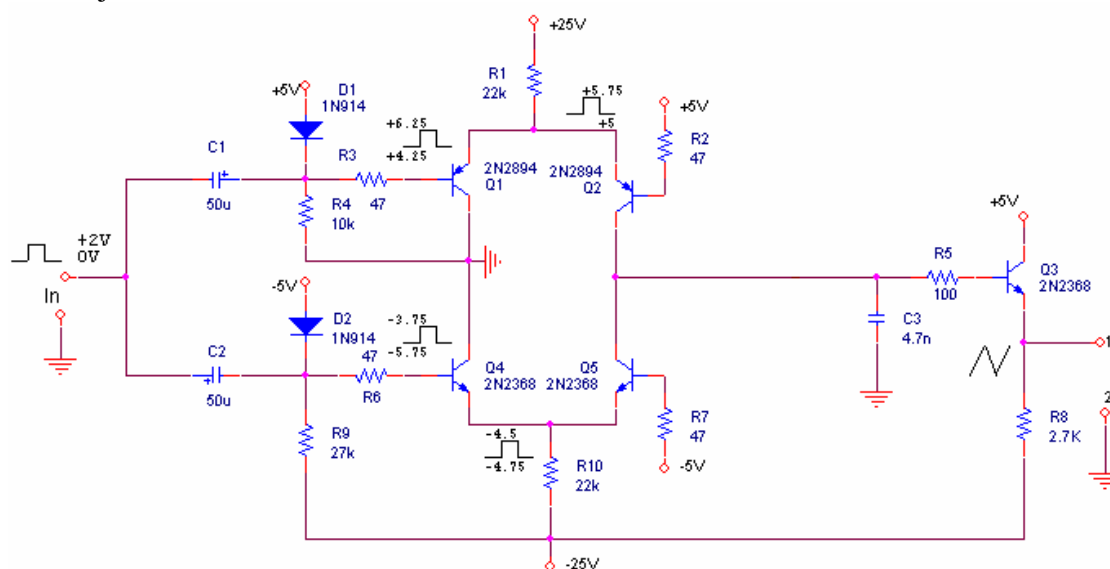 +25V
R1
22k
+5.75
+5
+5V
D1
1N914
+5V
R2
47
+6.25
+4.25
C1
50u
R3
47
2N2894
Q1
2N2894
Q2
R4
10k
+2V
0V
In
+5V
R5
100
Q3
2N2368
C3
4.7n
-5V
D2
1N914
47
R6
-3.75
-5.75
C2
50u
Q4
2N2368
Q5
2N2368
1
2
R9
27k
-4.5
-4.75
R10
22k
R7
47
-5V
R8
2.7K
-25V